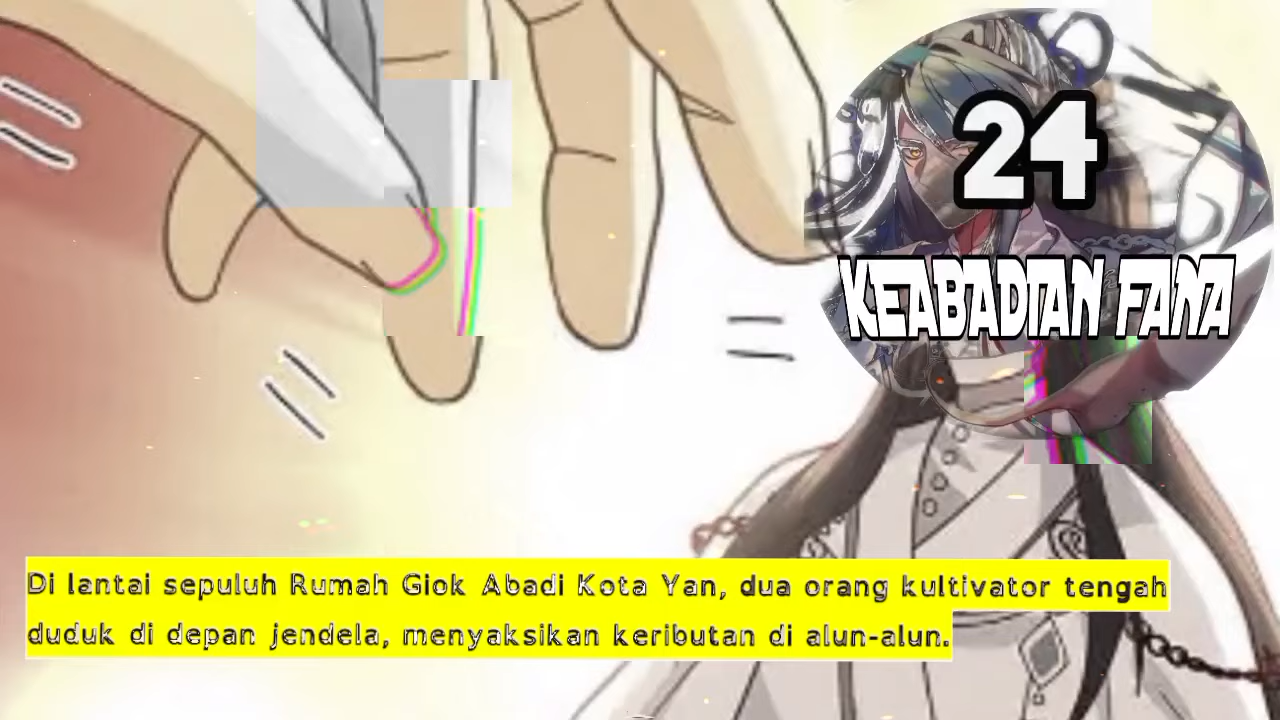 24
KEABADIAN FANA
Di lantai sepuluh Rumah Giok Abadi Kota Yan, dua orang kultivator tengah
duduk di depan jendela, menyaksikan keributan di alun-alun.